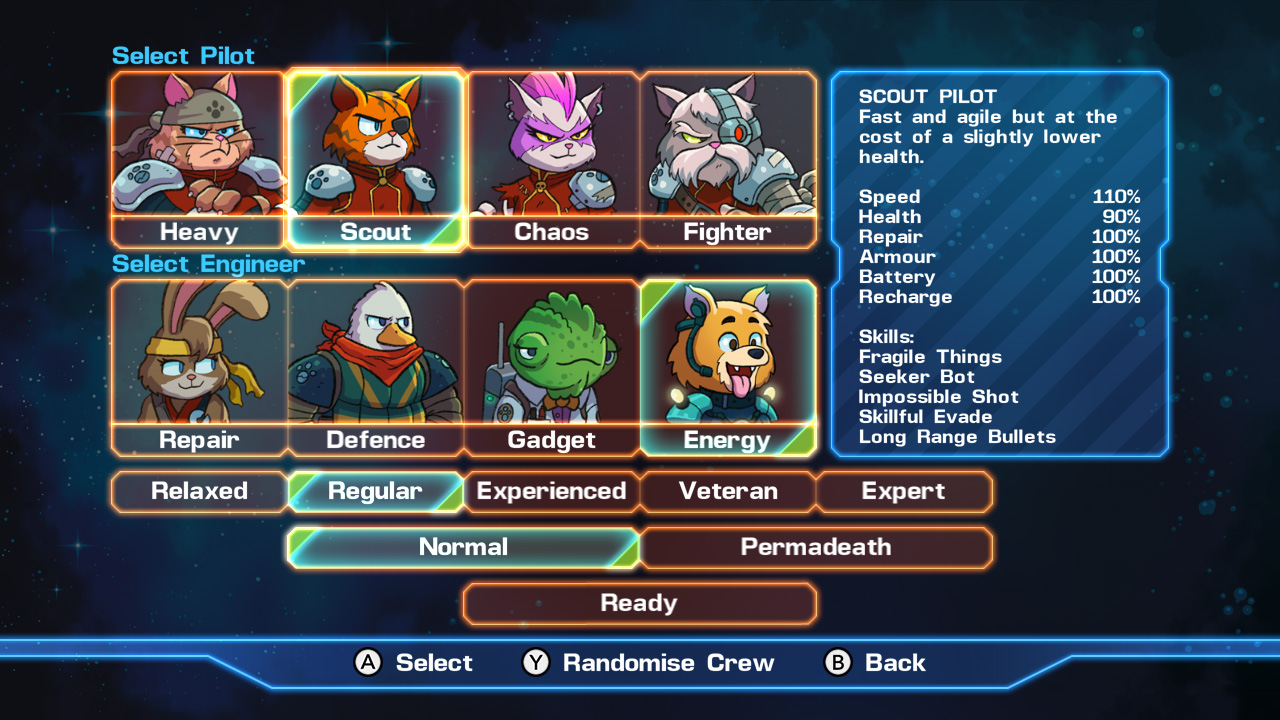 Select Pilot
Heavy Scout Chaos Fighter
Select Engineer
Repair Defence Gadget Energy
Relaxed Regular Experienced Veteran Expert
Normal Permadeath
Ready
SCOUT PILOT
Fast and agile but at the
cost of a slightly lower
health.
Speed 110%
Health 90%
Repair 100%
Armour 100%
Battery 100%
Recharge 100%
Skills:
Fragile Things
Seeker Bot
Impossible Shot
Skillful Evade
Long Range Bullets
A Select Y Randomise Crew B Back